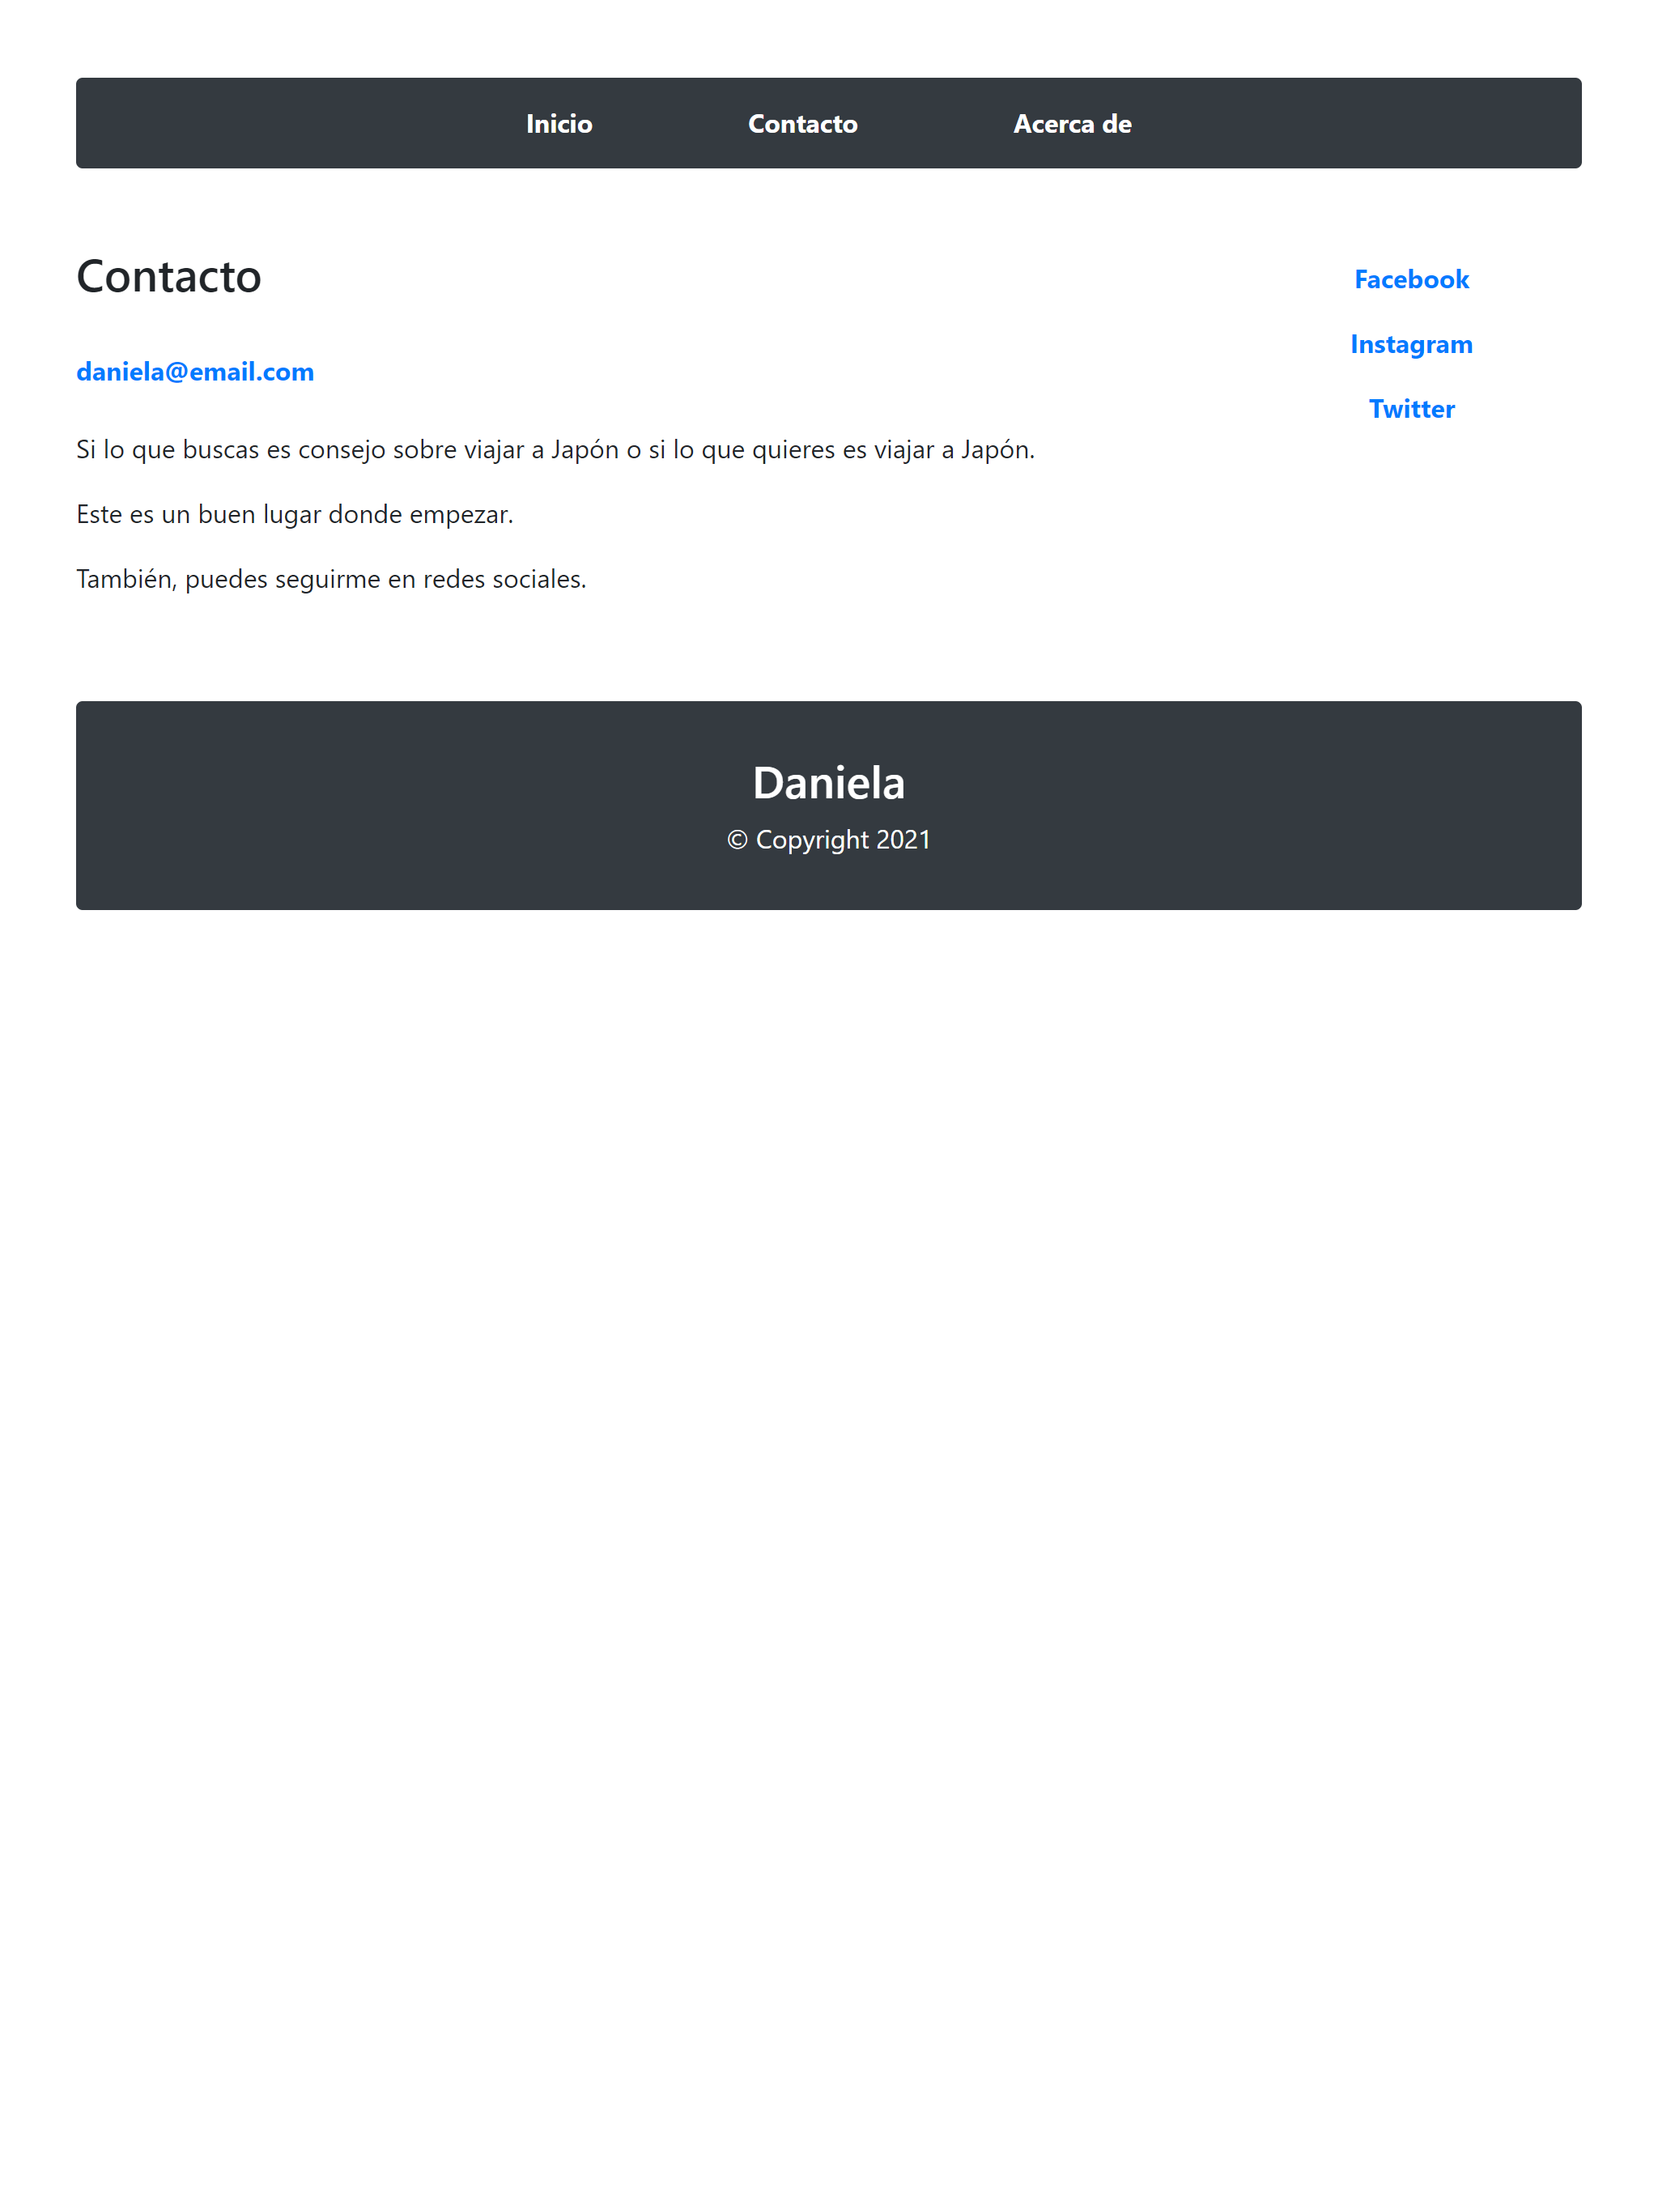 Inicio
Contacto
Acerca de
Contacto
daniela@email.com
Si lo que buscas es consejo sobre viajar a Japón o si lo que quieres es viajar a Japón.
Este es un buen lugar donde empezar.
También, puedes seguirme en redes sociales.
Facebook
Instagram
Twitter
Daniela
© Copyright 2021